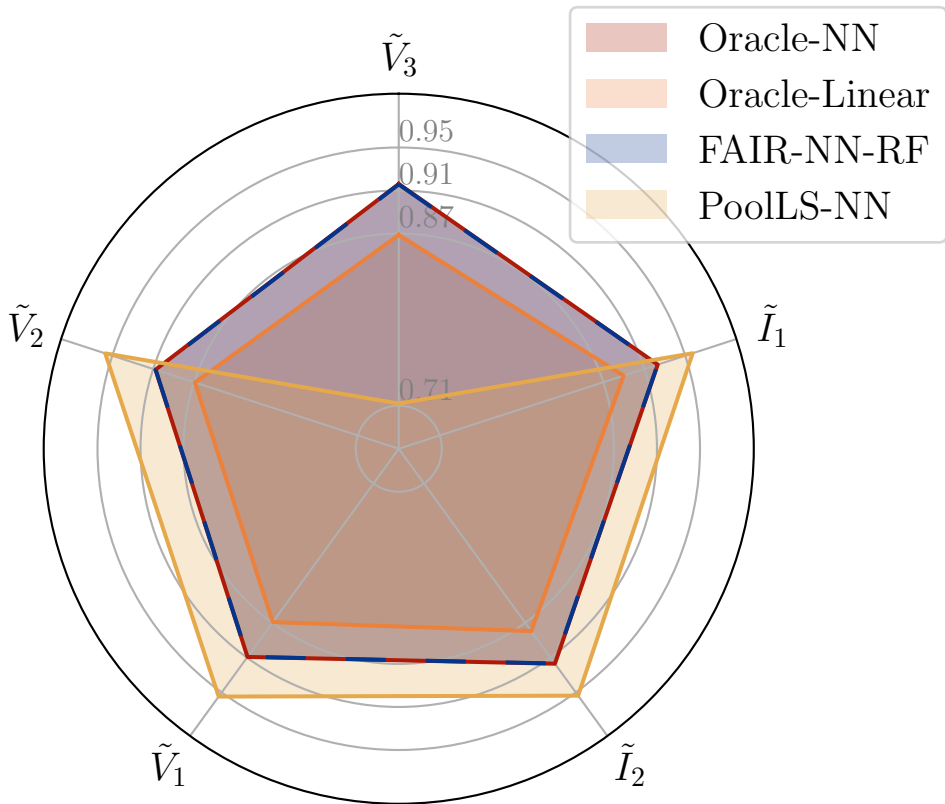 Oracle-NN
Oracle-Linear
FAIR-NN-RF
PoolLS-NN
Ṽ₃
0.95
0.91
0.87
0.71
Ṽ₂
Ĩ₁
Ṽ₁
Ĩ₂